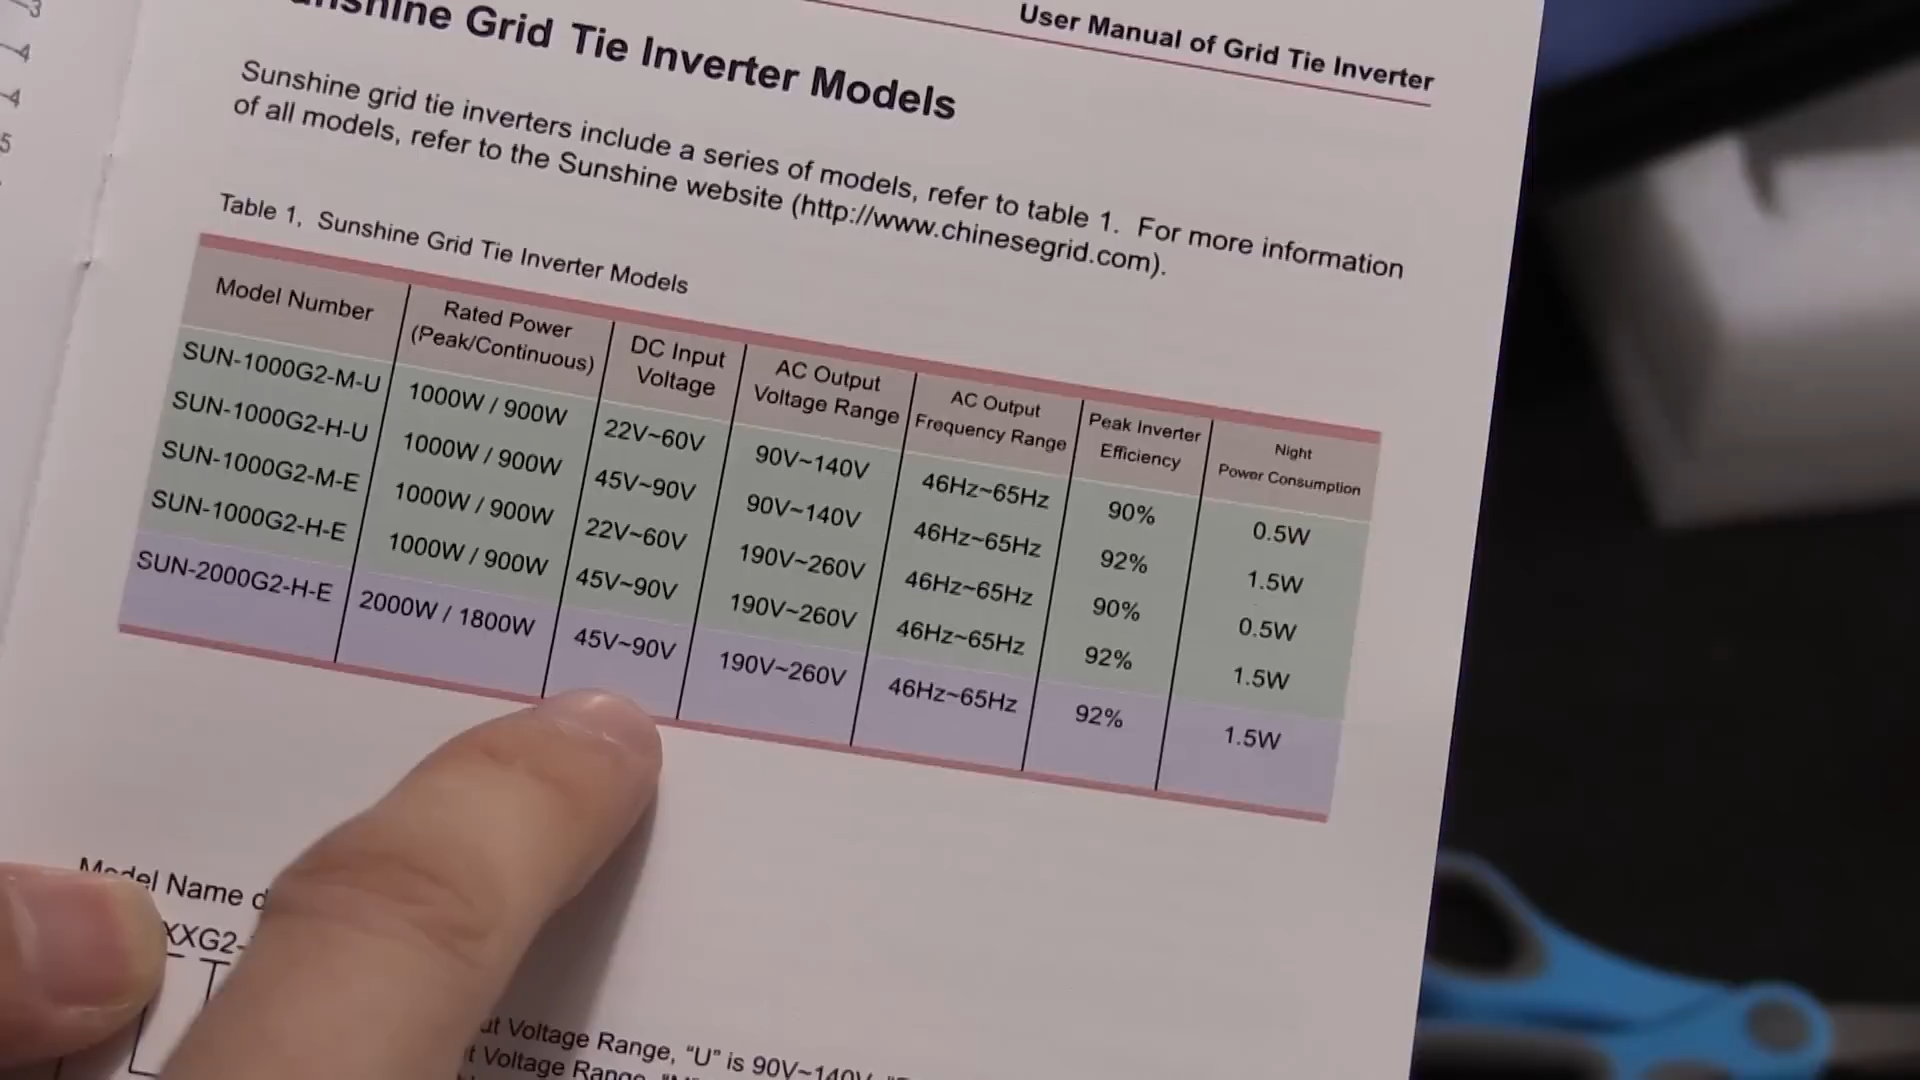 User Manual of Grid Tie Inverter
Grid Tie Inverter Models
Sunshine grid tie inverters include a series of models, refer to table 1. For more information
of all models, refer to the Sunshine website (http://www.chinesegrid.com).
Table 1, Sunshine Grid Tie Inverter Models
Model Number Rated Power (Peak/Continuous) DC Input Voltage AC Output Voltage Range AC Output Frequency Range Peak Inverter Efficiency Night Power Consumption
SUN-1000G2-M-U 1000W / 900W 22V~60V 90V~140V 46Hz~65Hz 90% 0.5W
SUN-1000G2-H-U 1000W / 900W 45V~90V 90V~140V 46Hz~65Hz 92% 1.5W
SUN-1000G2-M-E 1000W / 900W 22V~60V 190V~260V 46Hz~65Hz 90% 0.5W
SUN-1000G2-H-E 1000W / 900W 45V~90V 190V~260V 46Hz~65Hz 92% 1.5W
SUN-2000G2-H-E 2000W / 1800W 45V~90V 190V~260V 46Hz~65Hz 92% 1.5W
Model Name
XXG2-
Voltage Range, “U” is 90V~140V,
Voltage Range,